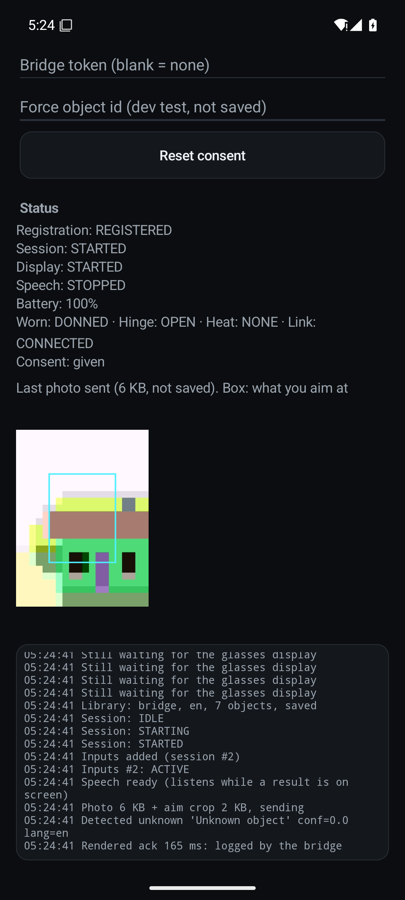 5:24
Bridge token (blank = none)
Force object id (dev test, not saved)
Reset consent
Status
Registration: REGISTERED
Session: STARTED
Display: STARTED
Speech: STOPPED
Battery: 100%
Worn: DONNED · Hinge: OPEN · Heat: NONE · Link:
CONNECTED
Consent: given
Last photo sent (6 KB, not saved). Box: what you aim at
05:24:41 Still waiting for the glasses display
05:24:41 Still waiting for the glasses display
05:24:41 Still waiting for the glasses display
05:24:41 Still waiting for the glasses display
05:24:41 Library: bridge, en, 7 objects, saved
05:24:41 Session: IDLE
05:24:41 Session: STARTING
05:24:41 Session: STARTED
05:24:41 Inputs added (session #2)
05:24:41 Inputs #2: ACTIVE
05:24:41 Speech ready (listens while a result is on
screen)
05:24:41 Photo 6 KB + aim crop 2 KB, sending
05:24:41 Detected unknown 'Unknown object' conf=0.0
lang=en
05:24:41 Rendered ack 165 ms: logged by the bridge